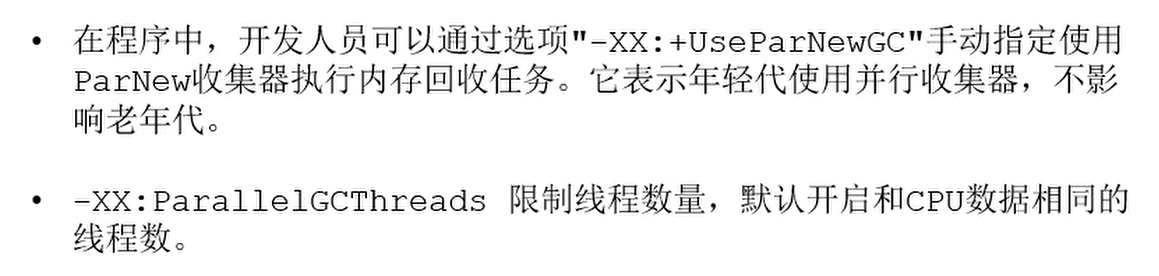 • 在程序中，开发人员可以通过选项"-XX:+UseParNewGC"手动指定使用
ParNew收集器执行内存回收任务。它表示年轻代使用并行收集器，不影
响老年代。
• -XX:ParallelGCThreads 限制线程数量，默认开启和CPU数据相同的
线程数。